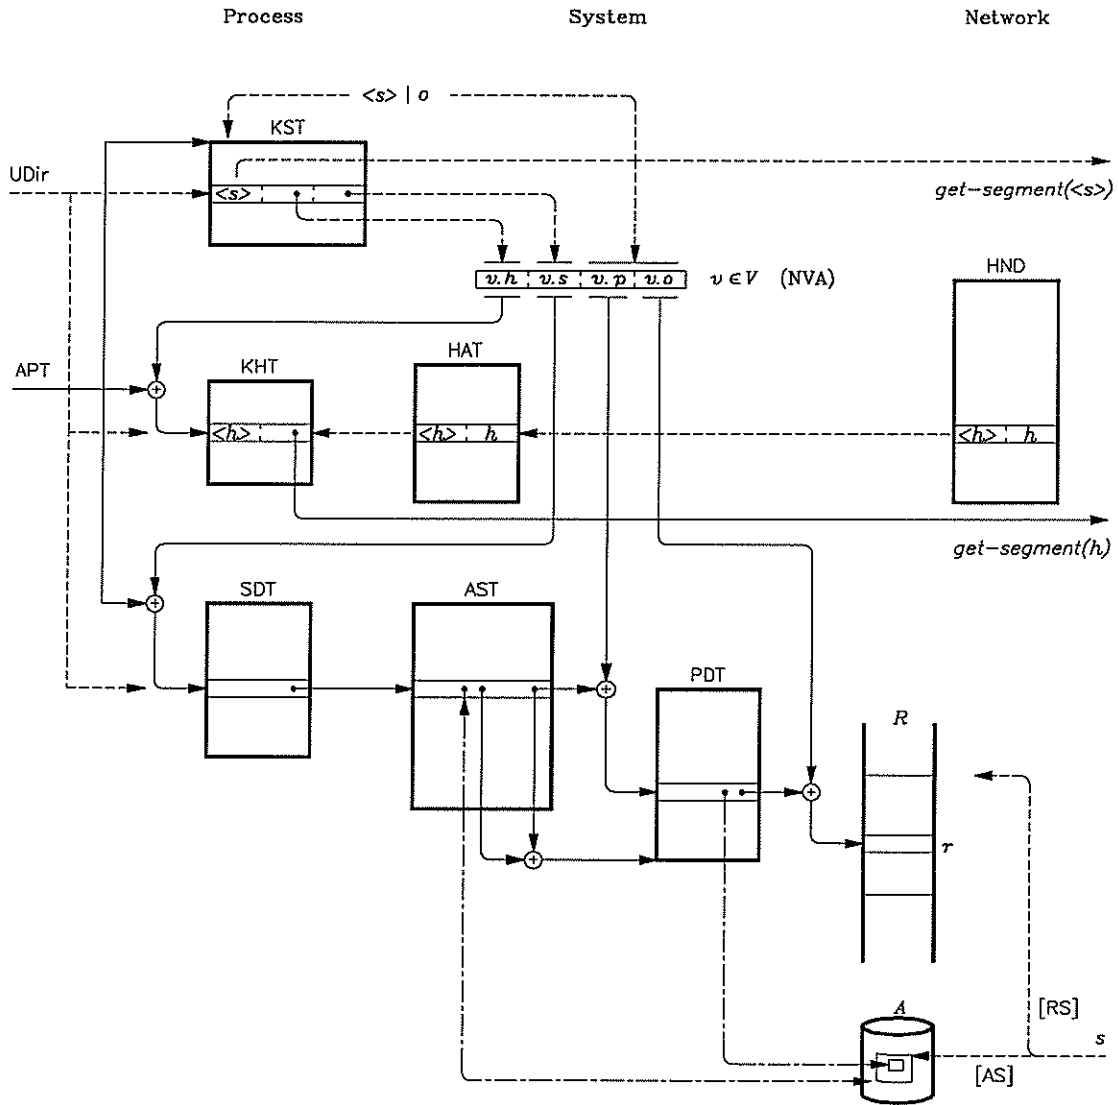 Process System Network
<s> | o
KST
UDir
<s>
get-segment(<s>)
HND
v.h v.s v.p v.o v ∈ V (NVA)
HAT
KHT
APT
<h> <h> h <h> h
get-segment(h)
SDT AST
PDT
R
r
A
[RS]
s
[AS]